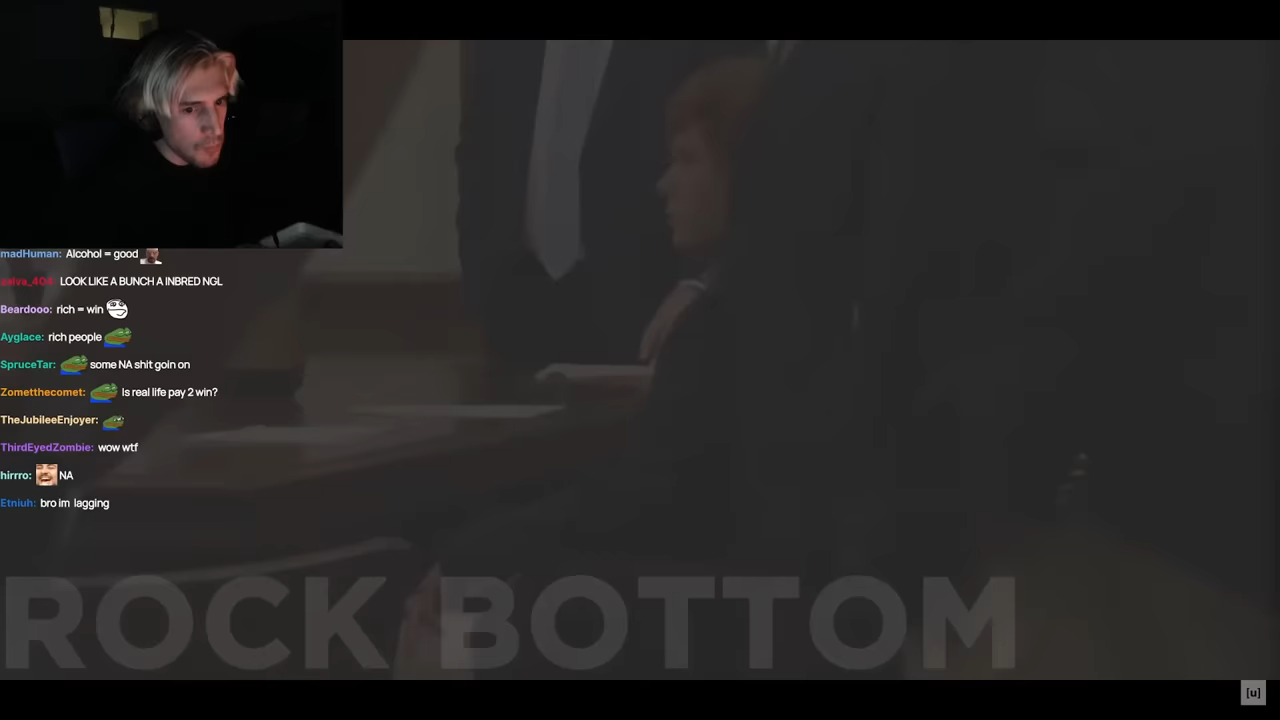 madHuman: Alcohol = good
salva_404 LOOK LIKE A BUNCH A INBRED NGL
Beardooo: rich = win
Ayglace: rich people
SpruceTar: some NA shit goin on
Zometthecomet: Is real life pay 2 win?
TheJubileeEnjoyer:
ThirdEyedZombie: wow wtf
hirrro: NA
Etniuh: bro im lagging
ROCK BOTTOM
[u]